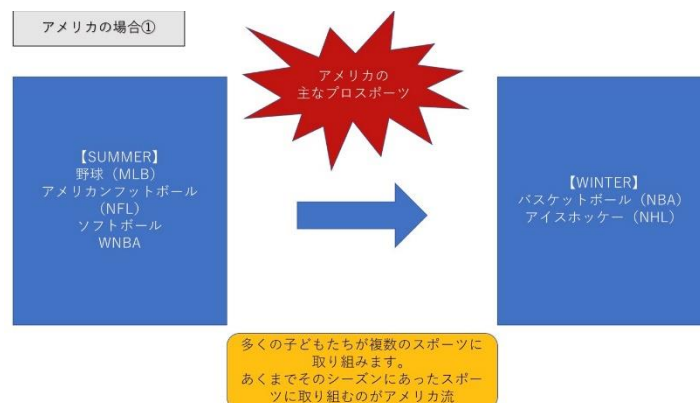 アメリカの場合①
アメリカの
主なプロスポーツ
【SUMMER】
野球（MLB）
アメリカンフットボール
（NFL）
ソフトボール
WNBA
【WINTER】
バスケットボール（NBA）
アイスホッケー（NHL）
多くの子どもたちが複数のスポーツに
取り組みます。
あくまでそのシーズンにあったスポー
ツに取り組むのがアメリカ流